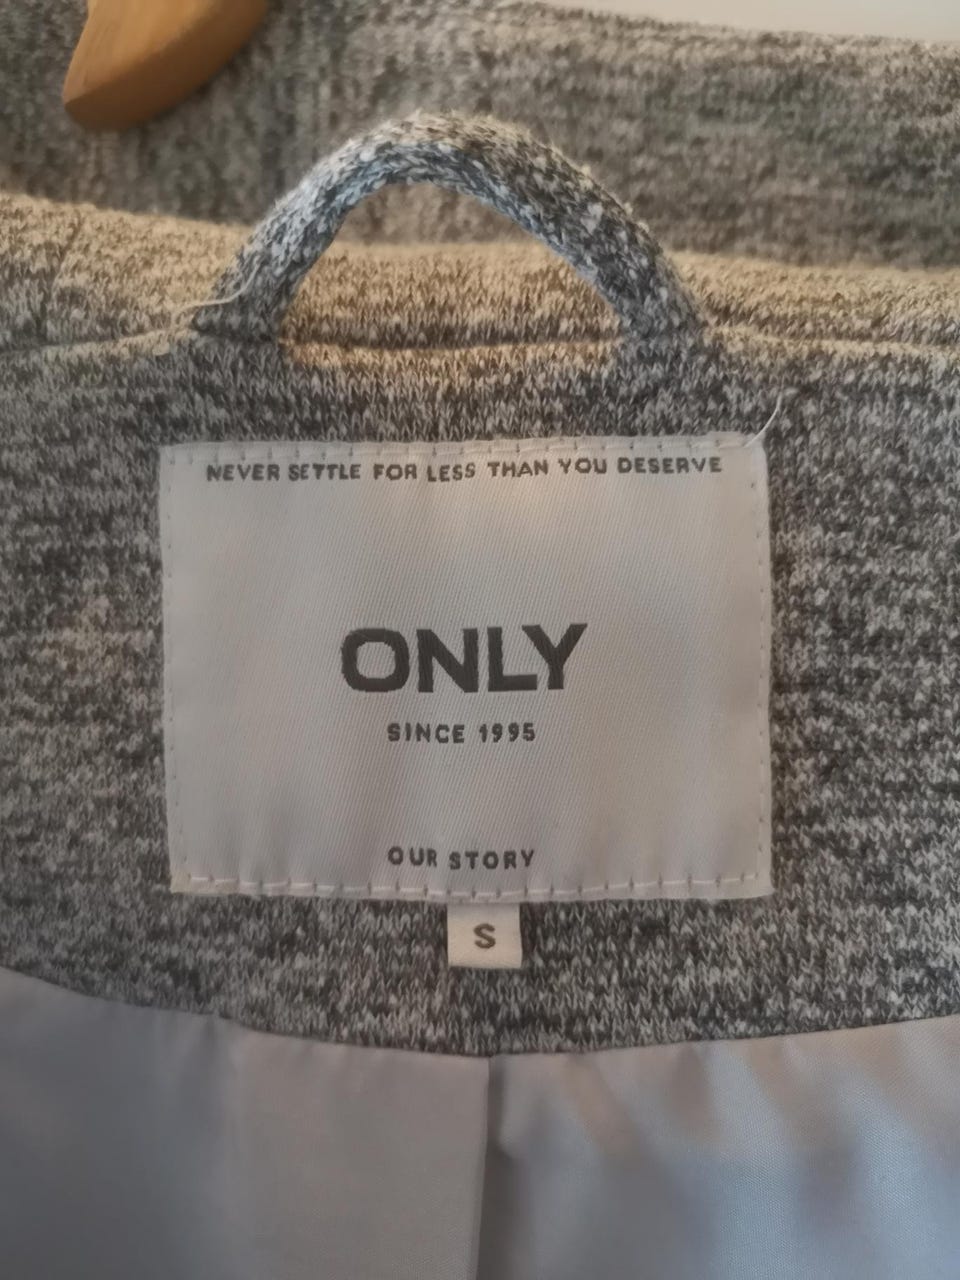 NEVER SETTLE FOR LESS THAN YOU DESERVE
ONLY
SINCE 1995
OUR STORY
S